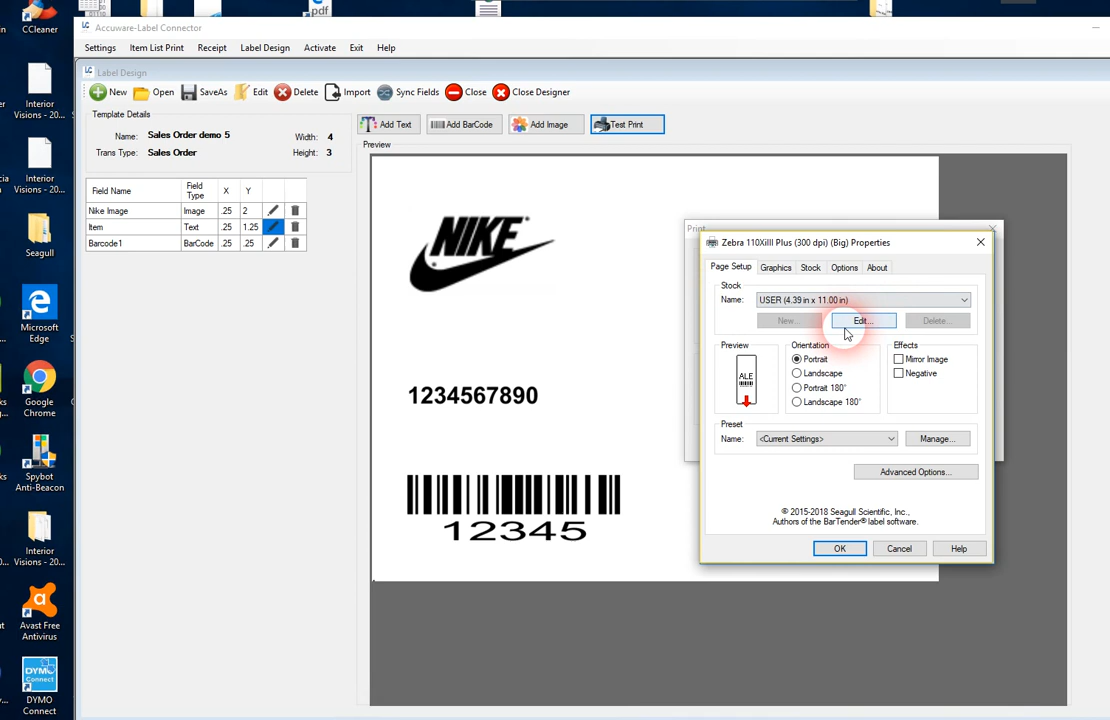 pdf
CCleaner
Interior
Visions - 20...
Interior
Visions - 20...
Seagull
Microsoft
Edge
Google
Chrome
Spybot
Anti-Beacon
Interior
Visions - 20...
Avast Free
Antivirus
DYMO
DYMO
Connect
LC Accuware-Label Connector
Settings Item List Print Receipt Label Design Activate Exit Help
LC Label Design
New Open SaveAs Edit Delete Import Sync Fields Close Close Designer
Template Details
Name: Sales Order demo 5 Width: 4
Trans Type: Sales Order Height: 3
Add Text Add BarCode Add Image Test Print
Field Name Field Type X Y
Nike Image Image .25 2
Item Text .25 1.25
Barcode1 BarCode .25 .25
Preview
NIKE
1234567890
12345
Print
Zebra 110XiIII Plus (300 dpi) (Big) Properties
Page Setup Graphics Stock Options About
Stock
Name: USER (4.39 in x 11.00 in)
New... Edit... Delete...
Preview
ALE
Orientation
Portrait
Landscape
Portrait 180°
Landscape 180°
Effects
Mirror Image
Negative
Preset
Name: <Current Settings> Manage...
Advanced Options...
© 2015-2018 Seagull Scientific, Inc.,
Authors of the BarTender® label software.
OK Cancel Help